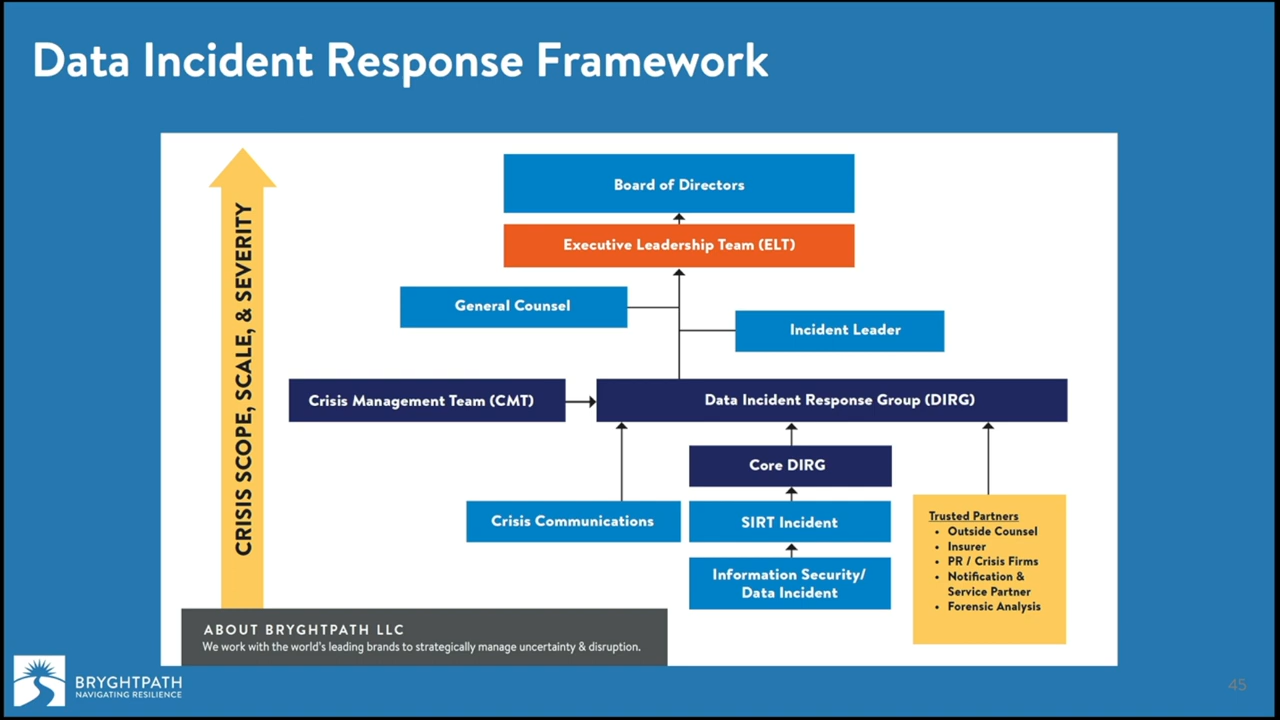 Data Incident Response Framework
CRISIS SCOPE, SCALE, & SEVERITY
Board of Directors
Executive Leadership Team (ELT)
General Counsel
Incident Leader
Crisis Management Team (CMT)
Data Incident Response Group (DIRG)
Core DIRG
Crisis Communications
SIRT Incident
Information Security/
Data Incident
Trusted Partners
• Outside Counsel
• Insurer
• PR / Crisis Firms
• Notification &
Service Partner
• Forensic Analysis
ABOUT BRYGHTPATH LLC
We work with the world's leading brands to strategically manage uncertainty & disruption.
BRYGHTPATH
NAVIGATING RESILIENCE
45